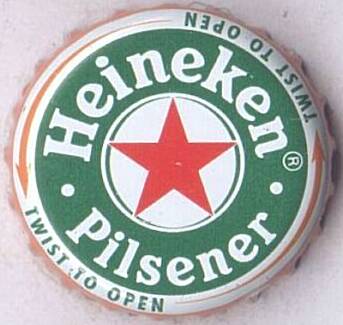 Heineken®
• Pilsener •
TWIST TO OPEN
TWIST TO OPEN